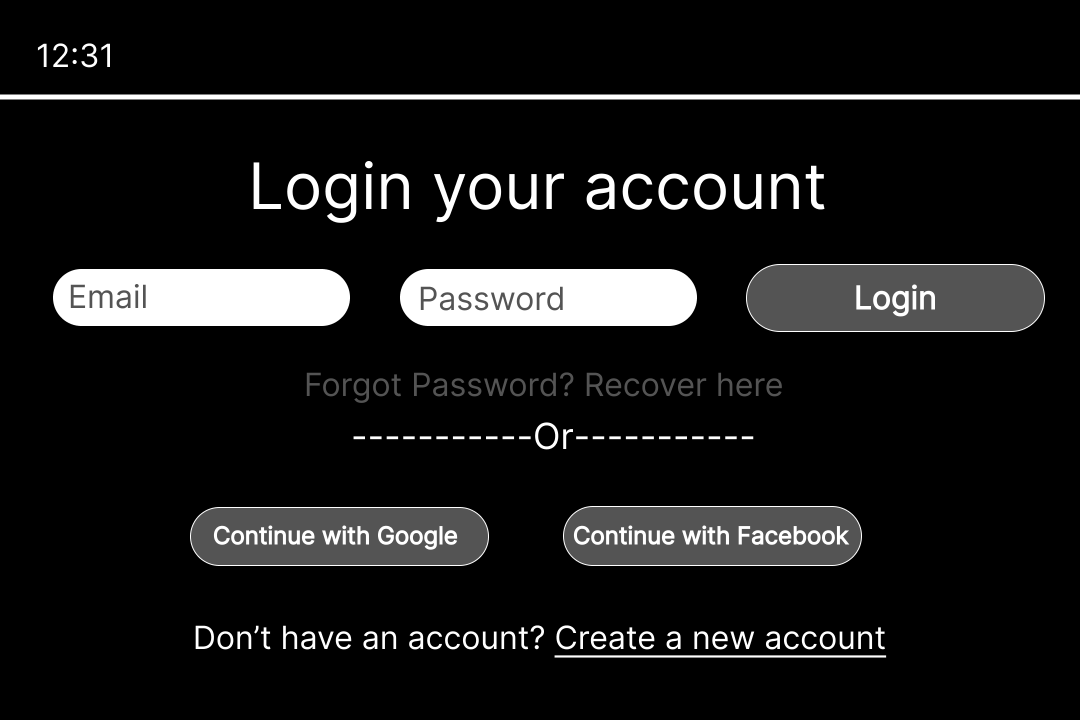 12:31
Login your account
Email
Password
Login
Forgot Password? Recover here
-----------Or-----------
Continue with Google
Continue with Facebook
Don’t have an account? Create a new account